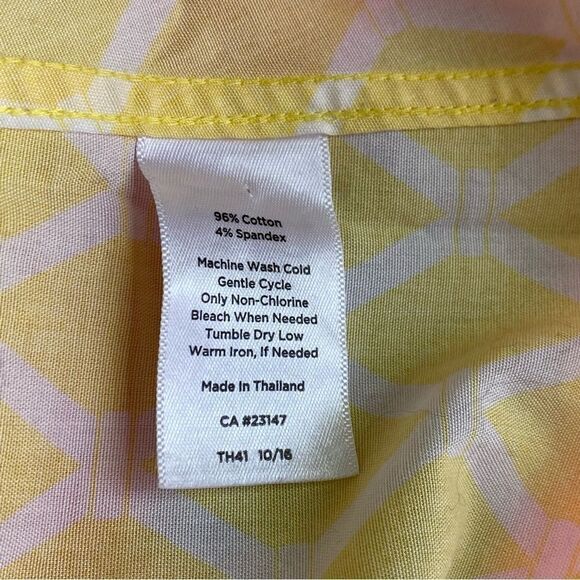 96% Cotton
4% Spandex
Machine Wash Cold
Gentle Cycle
Only Non-Chlorine
Bleach When Needed
Tumble Dry Low
Warm Iron, If Needed
Made In Thailand
CA #23147
TH41 10/16